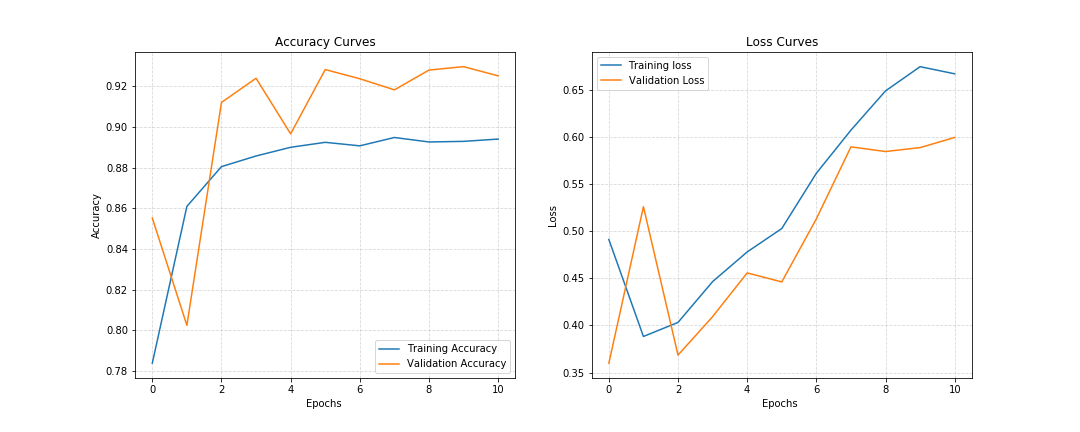 Accuracy Curves
Accuracy
0.92
0.90
0.88
0.86
0.84
0.82
0.80
0.78
Training Accuracy
Validation Accuracy
0 2 4 6 8 10
Epochs
Loss Curves
Training loss
Validation Loss
Loss
0.65
0.60
0.55
0.50
0.45
0.40
0.35
0 2 4 6 8 10
Epochs